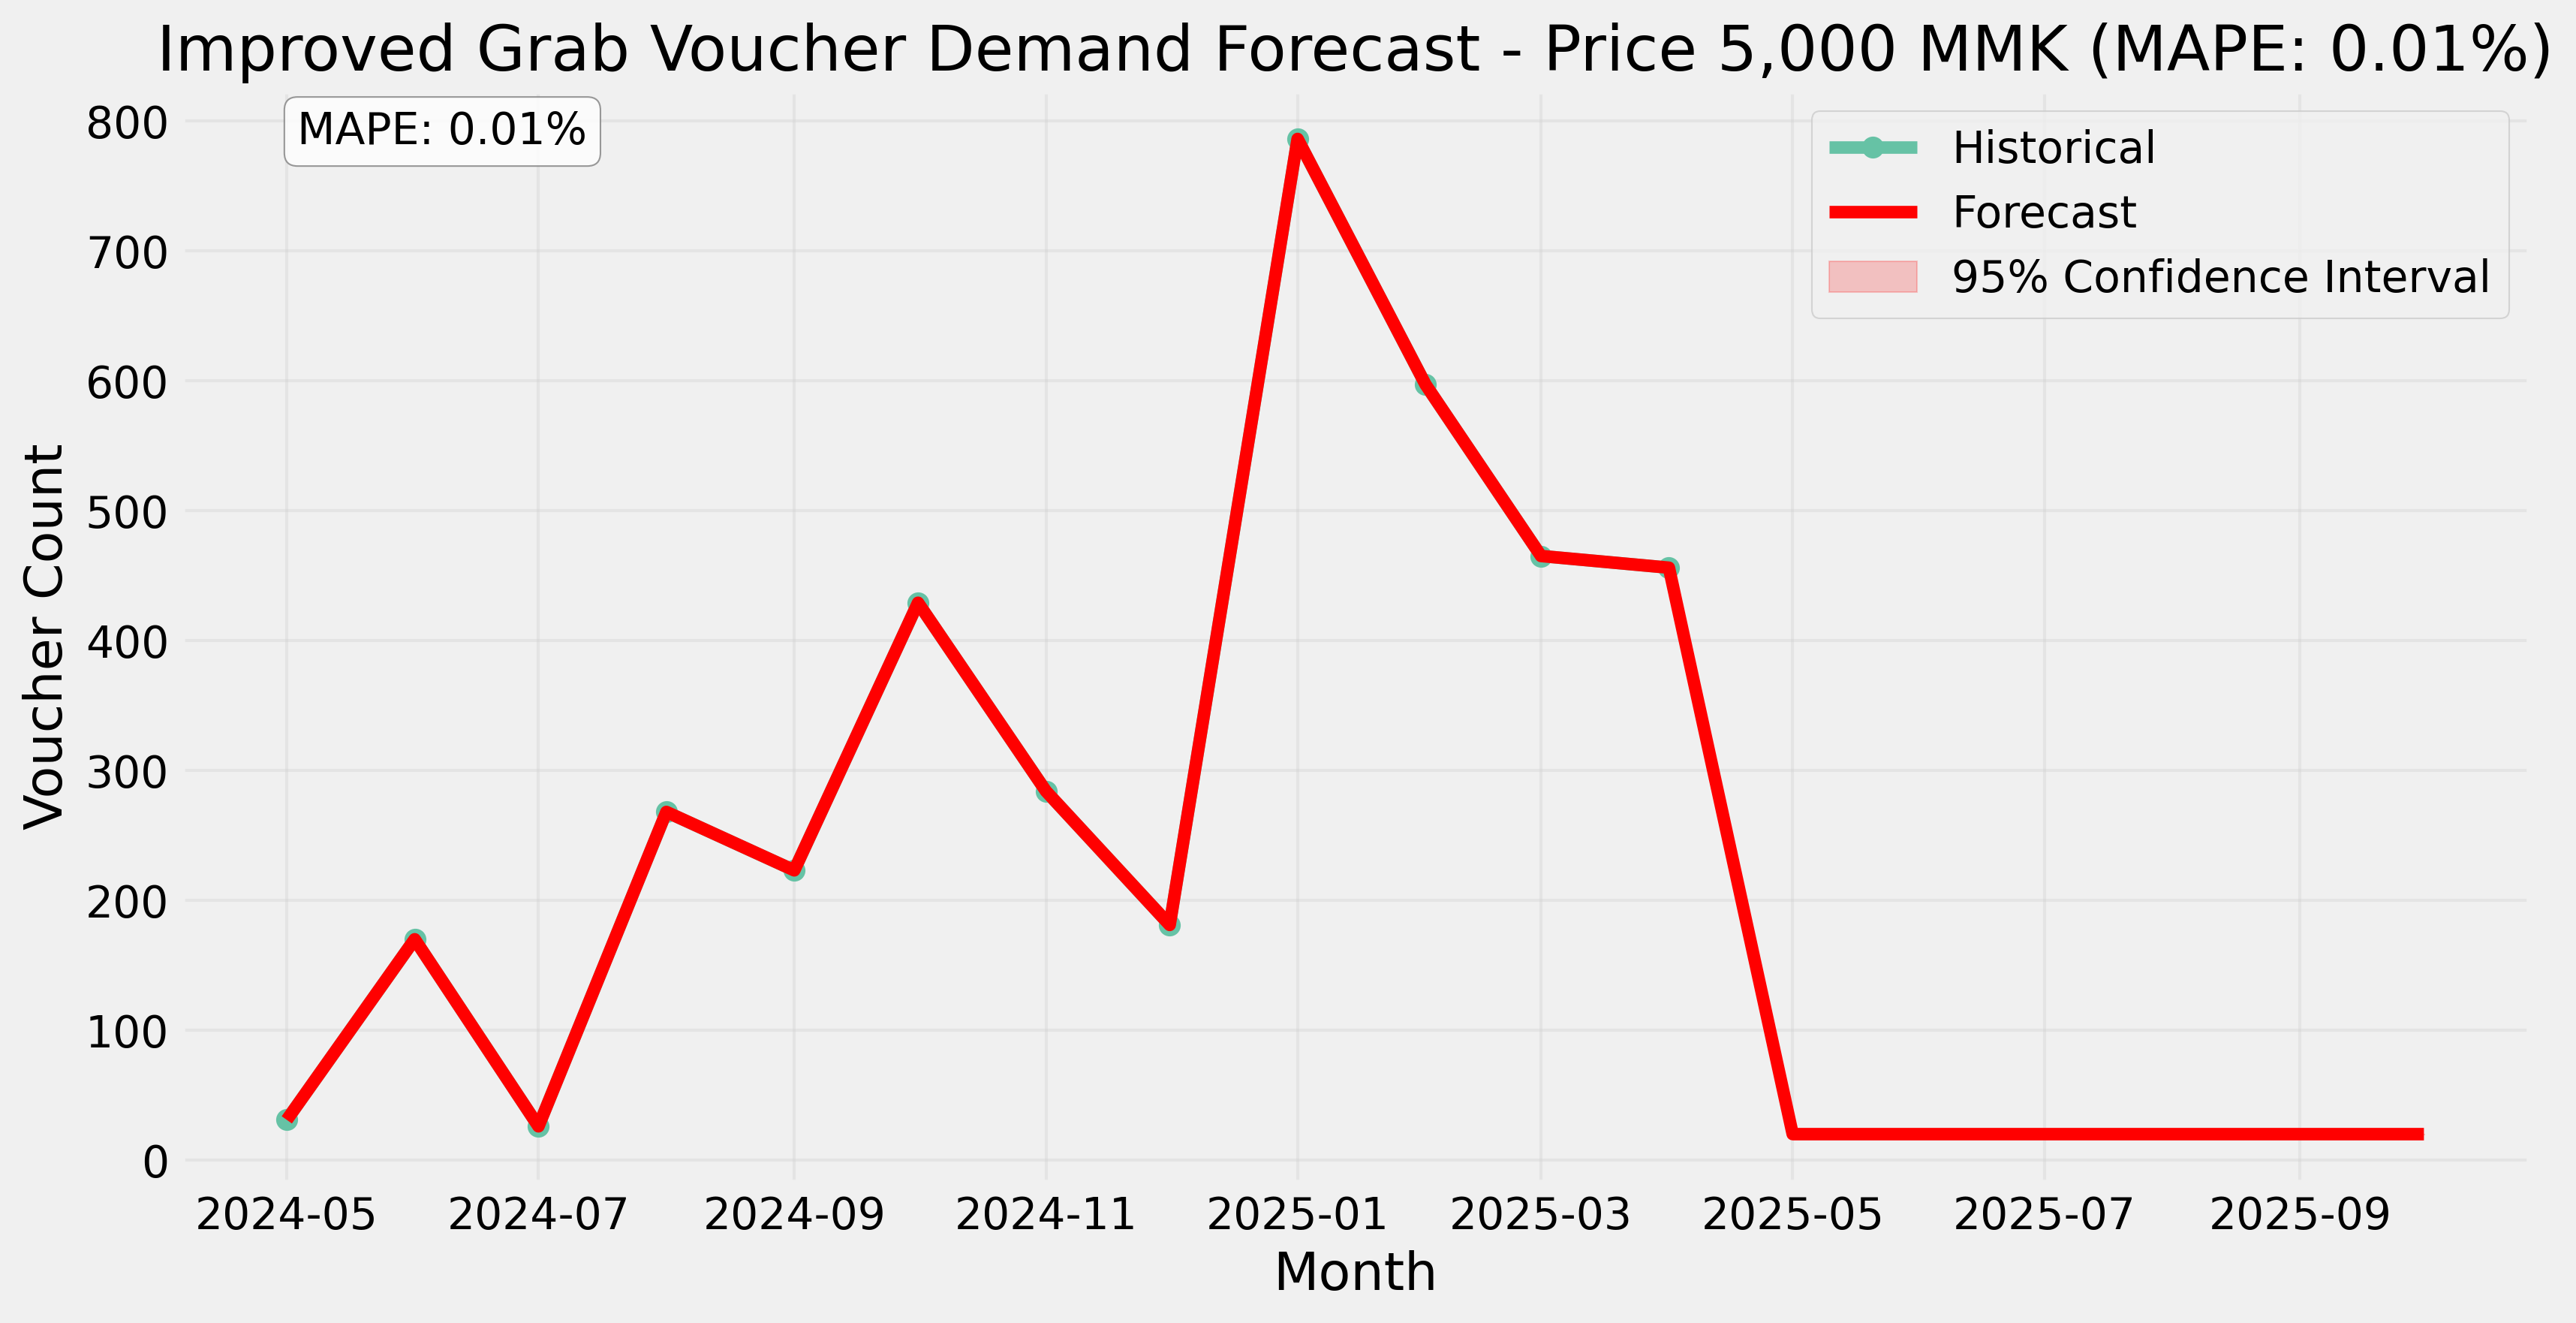 Improved Grab Voucher Demand Forecast - Price 5,000 MMK (MAPE: 0.01%)
MAPE: 0.01%
Historical
Forecast
95% Confidence Interval
Voucher Count
800
700
600
500
400
300
200
100
0
2024-05 2024-07 2024-09 2024-11 2025-01 2025-03 2025-05 2025-07 2025-09
Month